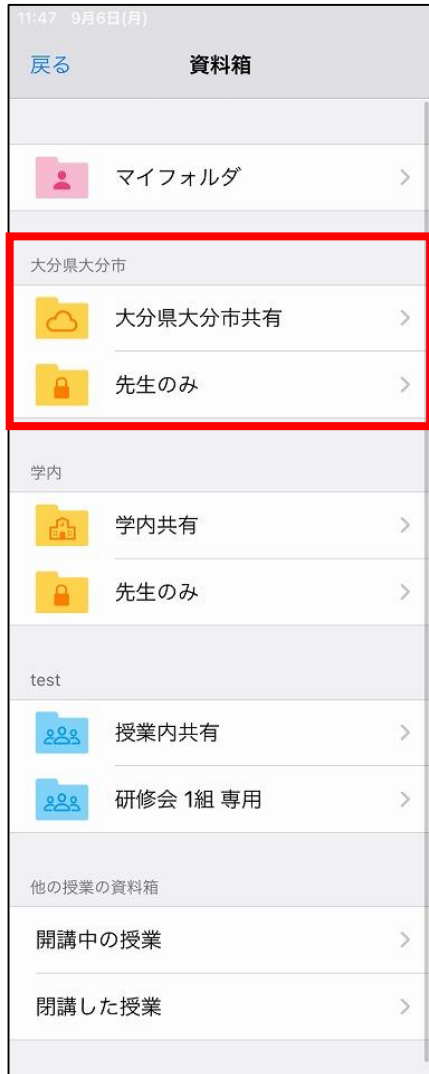 11:47 9月6日(月)
戻る 資料箱
マイフォルダ
大分県大分市
大分県大分市共有
先生のみ
学内
学内共有
先生のみ
test
授業内共有
研修会 1組 専用
他の授業の資料箱
開講中の授業
閉講した授業